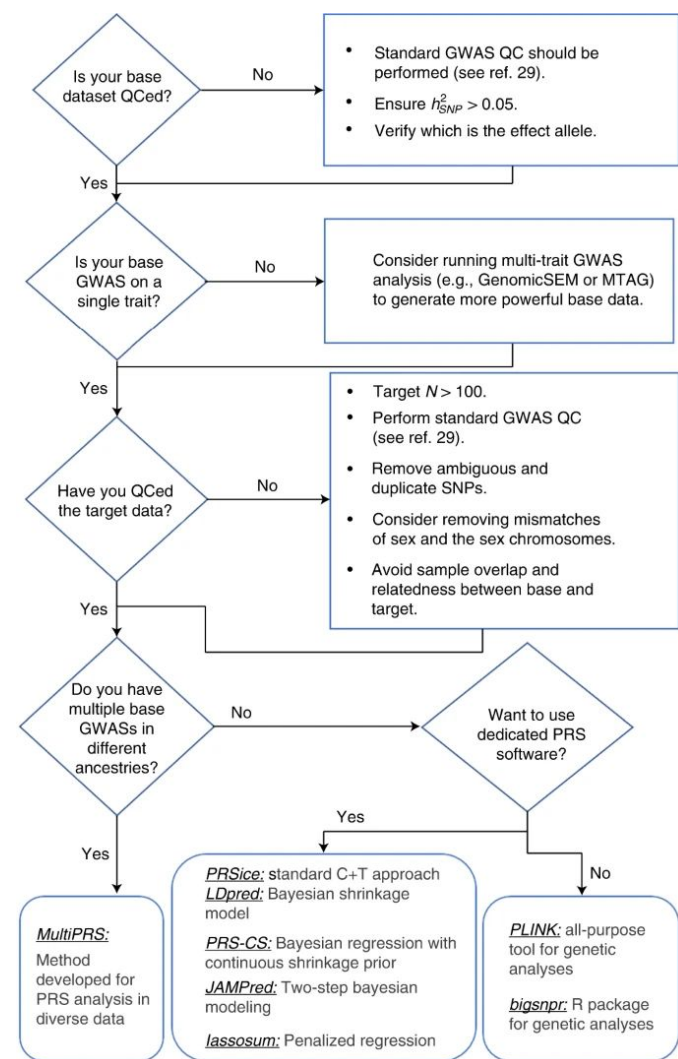 Is your base
dataset QCed?
No
• Standard GWAS QC should be
performed (see ref. 29).
• Ensure h²SNP > 0.05.
• Verify which is the effect allele.
Yes
Is your base
GWAS on a
single trait?
No
Consider running multi-trait GWAS
analysis (e.g., GenomicSEM or MTAG)
to generate more powerful base data.
Yes
Have you QCed
the target data?
No
• Target N > 100.
• Perform standard GWAS QC
(see ref. 29).
• Remove ambiguous and
duplicate SNPs.
• Consider removing mismatches
of sex and the sex chromosomes.
• Avoid sample overlap and
relatedness between base and
target.
Yes
Do you have
multiple base
GWASs in
different
ancestries?
No
Want to use
dedicated PRS
software?
Yes
Yes
No
MultiPRS:
Method
developed for
PRS analysis in
diverse data
PRSice: standard C+T approach
LDpred: Bayesian shrinkage
model
PRS-CS: Bayesian regression with
continuous shrinkage prior
JAMPred: Two-step bayesian
modeling
lassosum: Penalized regression
PLINK: all-purpose
tool for genetic
analyses
bigsnpr: R package
for genetic analyses